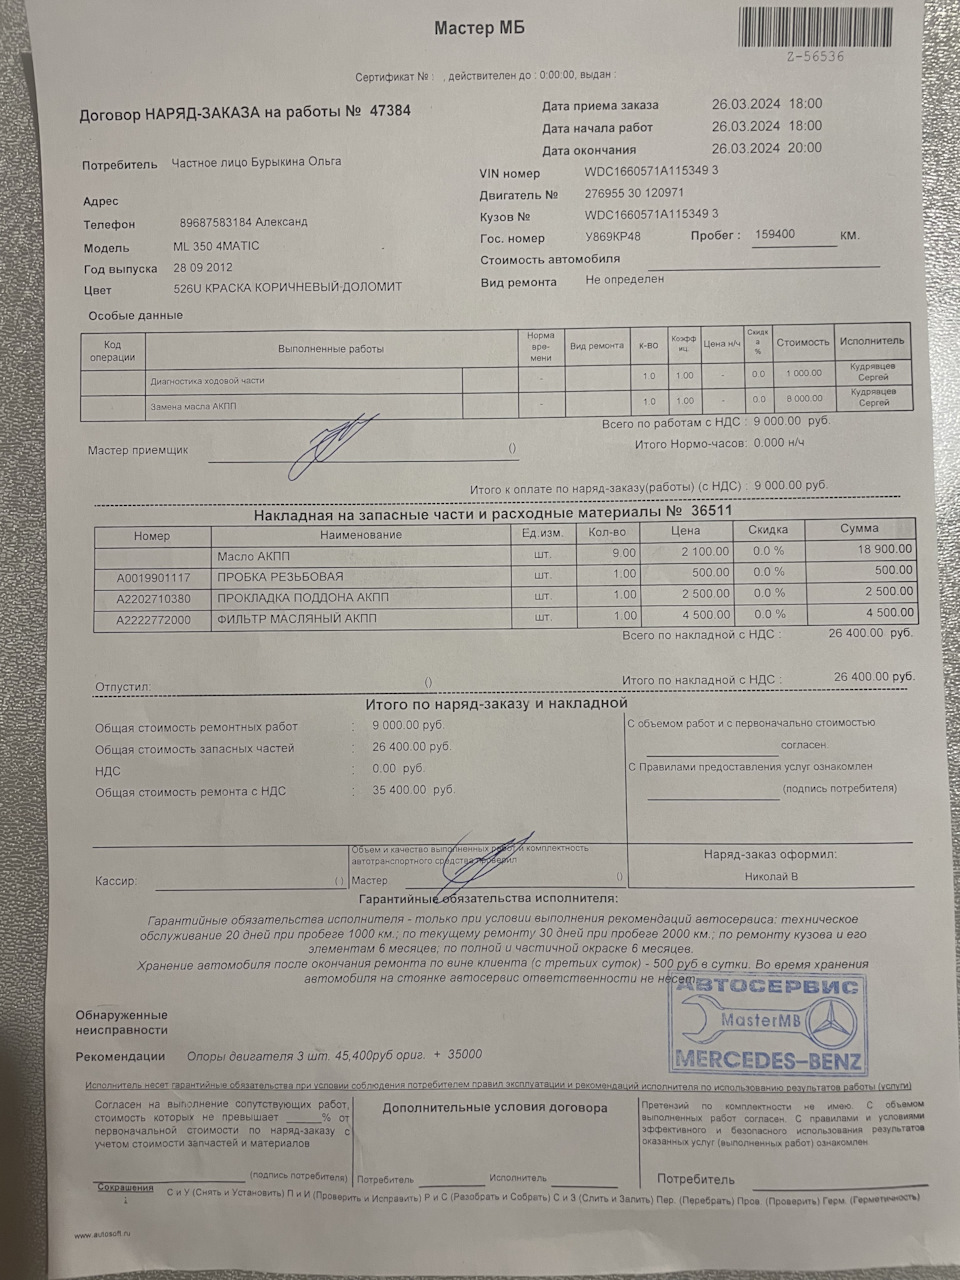 Мастер МБ
Z-56536
Сертификат № : , действителен до : 0:00:00, выдан :
Договор НАРЯД-ЗАКАЗА на работы № 47384
Дата приема заказа 26.03.2024 18:00
Дата начала работ 26.03.2024 18:00
Дата окончания 26.03.2024 20:00
Потребитель Частное лицо Бурыкина Ольга
VIN номер WDC1660571A115349 3
Двигатель № 276955 30 120971
Адрес
Кузов № WDC1660571A115349 3
Телефон 89687583184 Александ
Гос. номер У869КР48 Пробег : 159400 КМ.
Модель ML 350 4MATIC
Стоимость автомобиля
Год выпуска 28 09 2012
Вид ремонта Не определен
Цвет 526U КРАСКА КОРИЧНЕВЫЙ ДОЛОМИТ
Особые данные
Код операции Выполненные работы Норма вре- мени Вид ремонта К-ВО Коэфф иц. Цена н/ч Скидк а % Стоимость Исполнитель
Диагностика ходовой части - 1.0 1.00 - 0.0 1 000.00 Кудрявцев Сергей
Замена масла АКПП - 1.0 1.00 - 0.0 8 000.00 Кудрявцев Сергей
Всего по работам с НДС : 9 000.00 руб.
Мастер приемщик ()
Итого Нормо-часов: 0.000 н/ч
Итого к оплате по наряд-заказу(работы) (с НДС) : 9 000.00 руб.
Накладная на запасные части и расходные материалы № 36511
Номер Наименование Ед.изм. Кол-во Цена Скидка Сумма
Масло АКПП шт. 9.00 2 100.00 0.0 % 18 900.00
A0019901117 ПРОБКА РЕЗЬБОВАЯ шт. 1.00 500.00 0.0 % 500.00
A2202710380 ПРОКЛАДКА ПОДДОНА АКПП шт. 1.00 2 500.00 0.0 % 2 500.00
A2222772000 ФИЛЬТР МАСЛЯНЫЙ АКПП шт. 1.00 4 500.00 0.0 % 4 500.00
Всего по накладной с НДС : 26 400.00 руб.
Отпустил: ()
Итого по накладной с НДС : 26 400.00 руб.
Итого по наряд-заказу и накладной
Общая стоимость ремонтных работ : 9 000.00 руб.
Общая стоимость запасных частей : 26 400.00 руб.
НДС : 0.00 руб.
Общая стоимость ремонта с НДС : 35 400.00 руб.
С объемом работ и с первоначально стоимостью
согласен.
С Правилами предоставления услуг ознакомлен
(подпись потребителя)
Объем и качество выполненных работ и комплектность
автотранспортного средства проверил
Кассир: ( ) Мастер ()
Наряд-заказ оформил:
Николай В
Гарантийные обязательства исполнителя:
Гарантийные обязательства исполнителя - только при условии выполнения рекомендаций автосервиса: техническое
обслуживание 20 дней при пробеге 1000 км.; по текущему ремонту 30 дней при пробеге 2000 км.; по ремонту кузова и его
элементам 6 месяцев; по полной и частичной окраске 6 месяцев.
Хранение автомобиля после окончания ремонта по вине клиента (с третьих суток) - 500 руб в сутки. Во время хранения
автомобиля на стоянке автосервис ответственности не несет.
АВТОСЕРВИС
MasterMB
MERCEDES-BENZ
Обнаруженные
неисправности
Рекомендации Опоры двигателя 3 шт. 45,400руб ориг. + 35000
Исполнитель несет гарантийные обязательства при условии соблюдения потребителем правил эксплуатации и рекомендаций исполнителя по использованию результатов работы (услуги)
Согласен на выполнение сопутствующих работ,
стоимость которых не превышает ______ % от
первоначальной стоимости по наряд-заказу с
учетом стоимости запчастей и материалов
(подпись потребителя)
Дополнительные условия договора
Потребитель Исполнитель
Претензий по комплектности не имею. С объемом
выполненных работ согласен. С правилами и условиями
эффективного и безопасного использования результатов
оказанных услуг (выполненных работ) ознакомлен
Потребитель
Сокращения ↓ С и У (Снять и Установить) П и И (Проверить и Исправить) Р и С (Разобрать и Собрать) С и З (Слить и Залить) Пер. (Перебрать) Пров. (Проверить) Герм. (Герметичность)
www.autosoft.ru